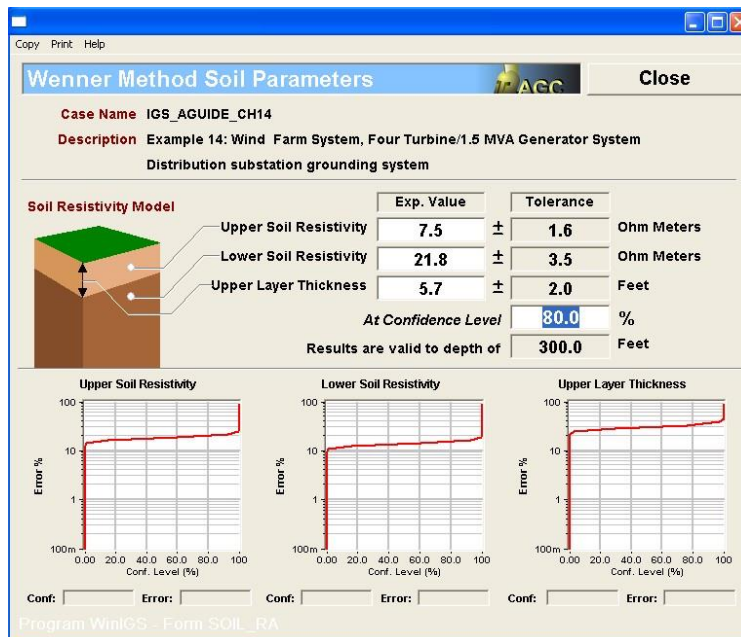 Copy Print Help
Wenner Method Soil Parameters
AGC
Close
Case Name IGS_AGUIDE_CH14
Description Example 14: Wind Farm System, Four Turbine/1.5 MVA Generator System
Distribution substation grounding system
Soil Resistivity Model
Exp. Value Tolerance
Upper Soil Resistivity 7.5 ± 1.6 Ohm Meters
Lower Soil Resistivity 21.8 ± 3.5 Ohm Meters
Upper Layer Thickness 5.7 ± 2.0 Feet
At Confidence Level 80.0 %
Results are valid to depth of 300.0 Feet
Upper Soil Resistivity
100
10
1
100m
Error %
0.00 20.0 40.0 60.0 80.0 100
Conf. Level (%)
Lower Soil Resistivity
100
10
1
100m
Error %
0.00 20.0 40.0 60.0 80.0 100
Conf. Level (%)
Upper Layer Thickness
100
10
1
100m
Error %
0.00 20.0 40.0 60.0 80.0 100
Conf. Level (%)
Conf: Error: Conf: Error: Conf: Error:
Program WinIGS - Form SOIL_RA